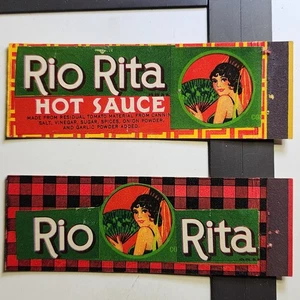 Rio Rita
HOT SAUCE
MADE FROM RESIDUAL TOMATO MATERIAL FROM CANN
SALT, VINEGAR, SUGAR, SPICES, ONION POWDER,
AND GARLIC POWDER ADDED
Rio Rita